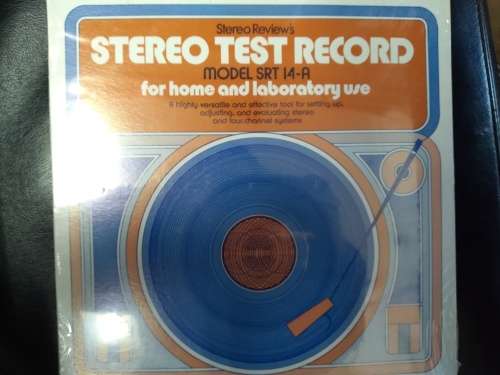 Stereo Review's
STEREO TEST RECORD
MODEL SRT 14-A
for home and laboratory use
A highly versatile and effective tool for setting up,
adjusting, and evaluating stereo
and four-channel systems